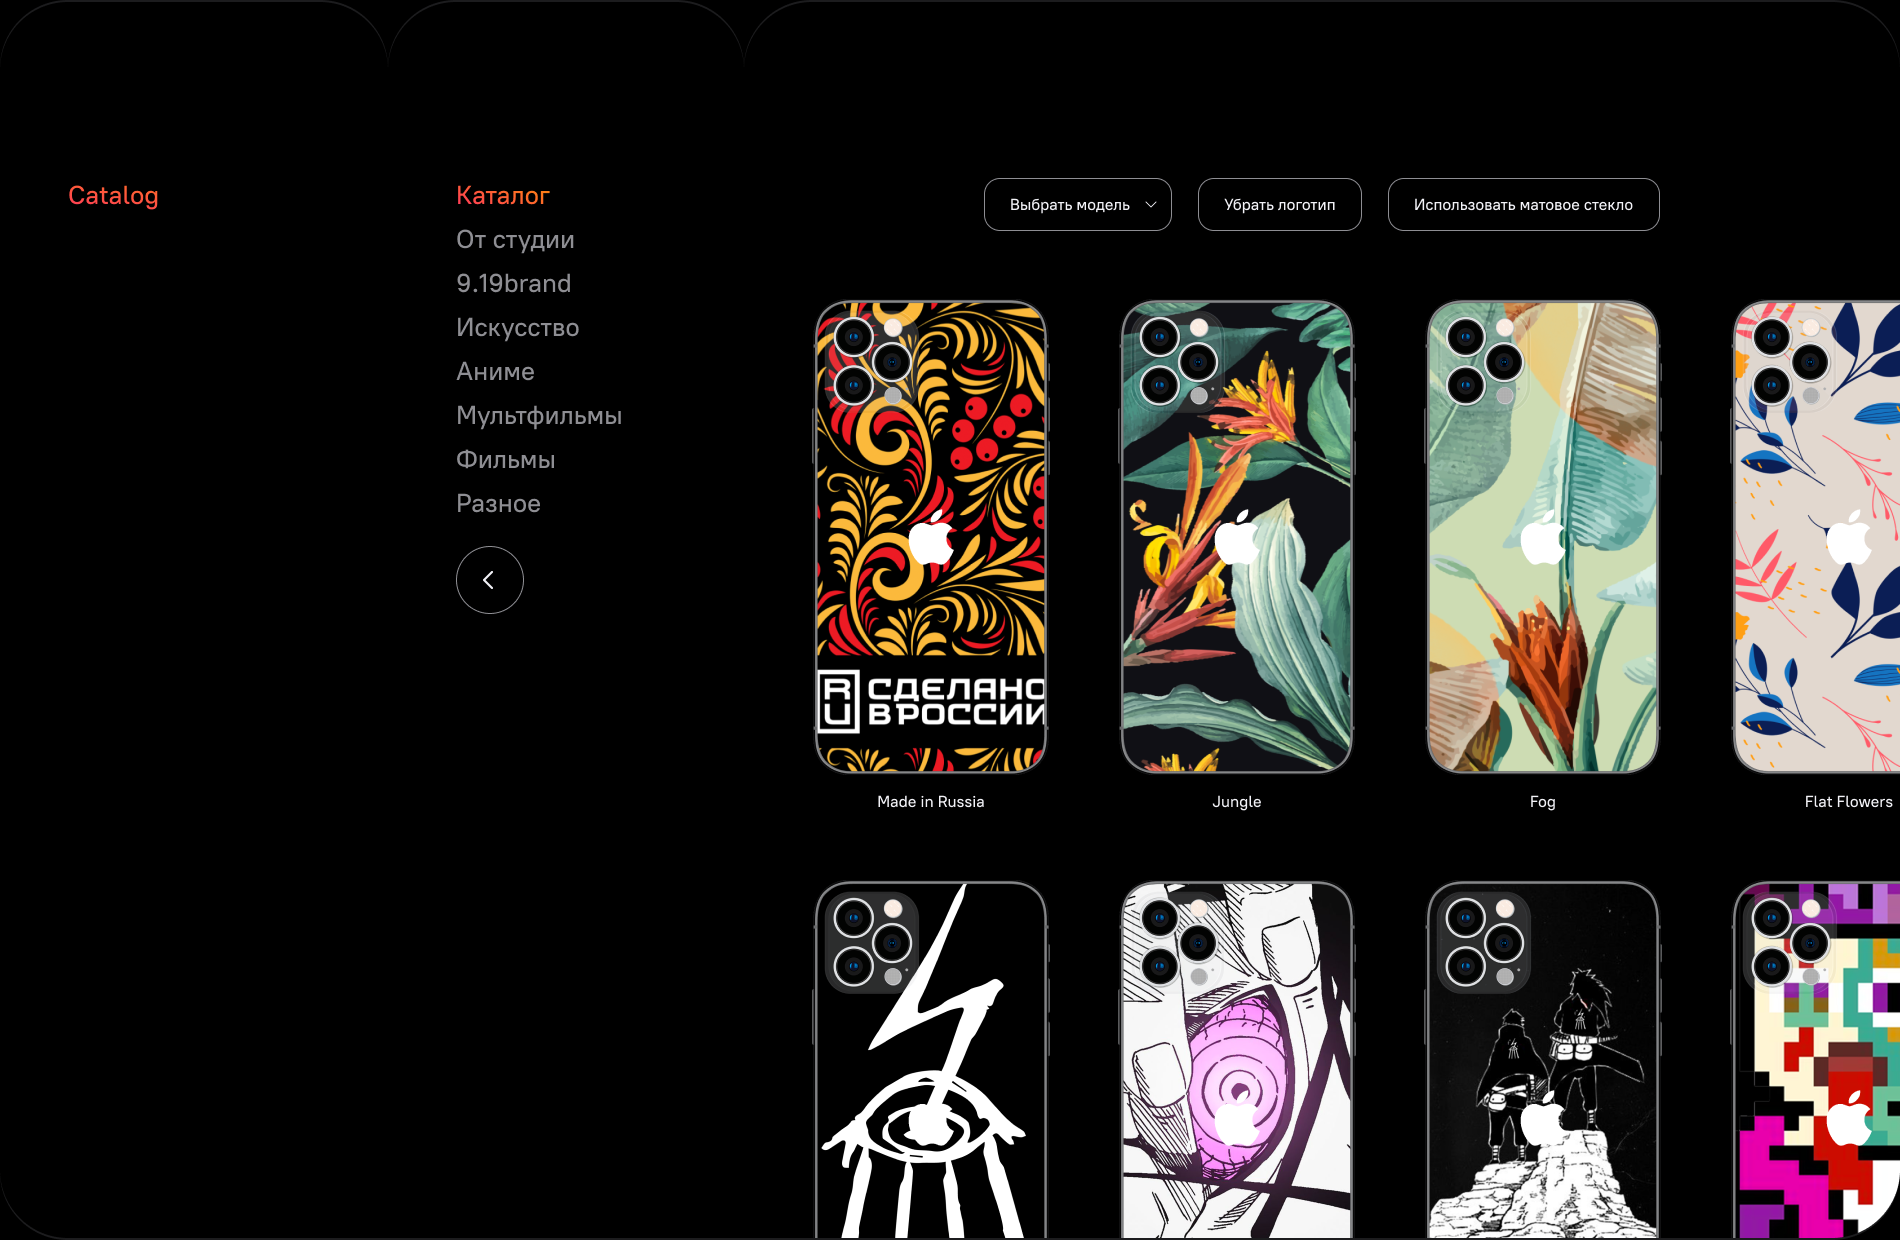 Catalog
Каталог
От студии
9.19brand
Искусство
Аниме
Мультфильмы
Фильмы
Разное
Выбрать модель
Убрать логотип
Использовать матовое стекло
RU
СДЕЛАНО
В РОССИИ
Made in Russia
Jungle
Fog
Flat Flowers